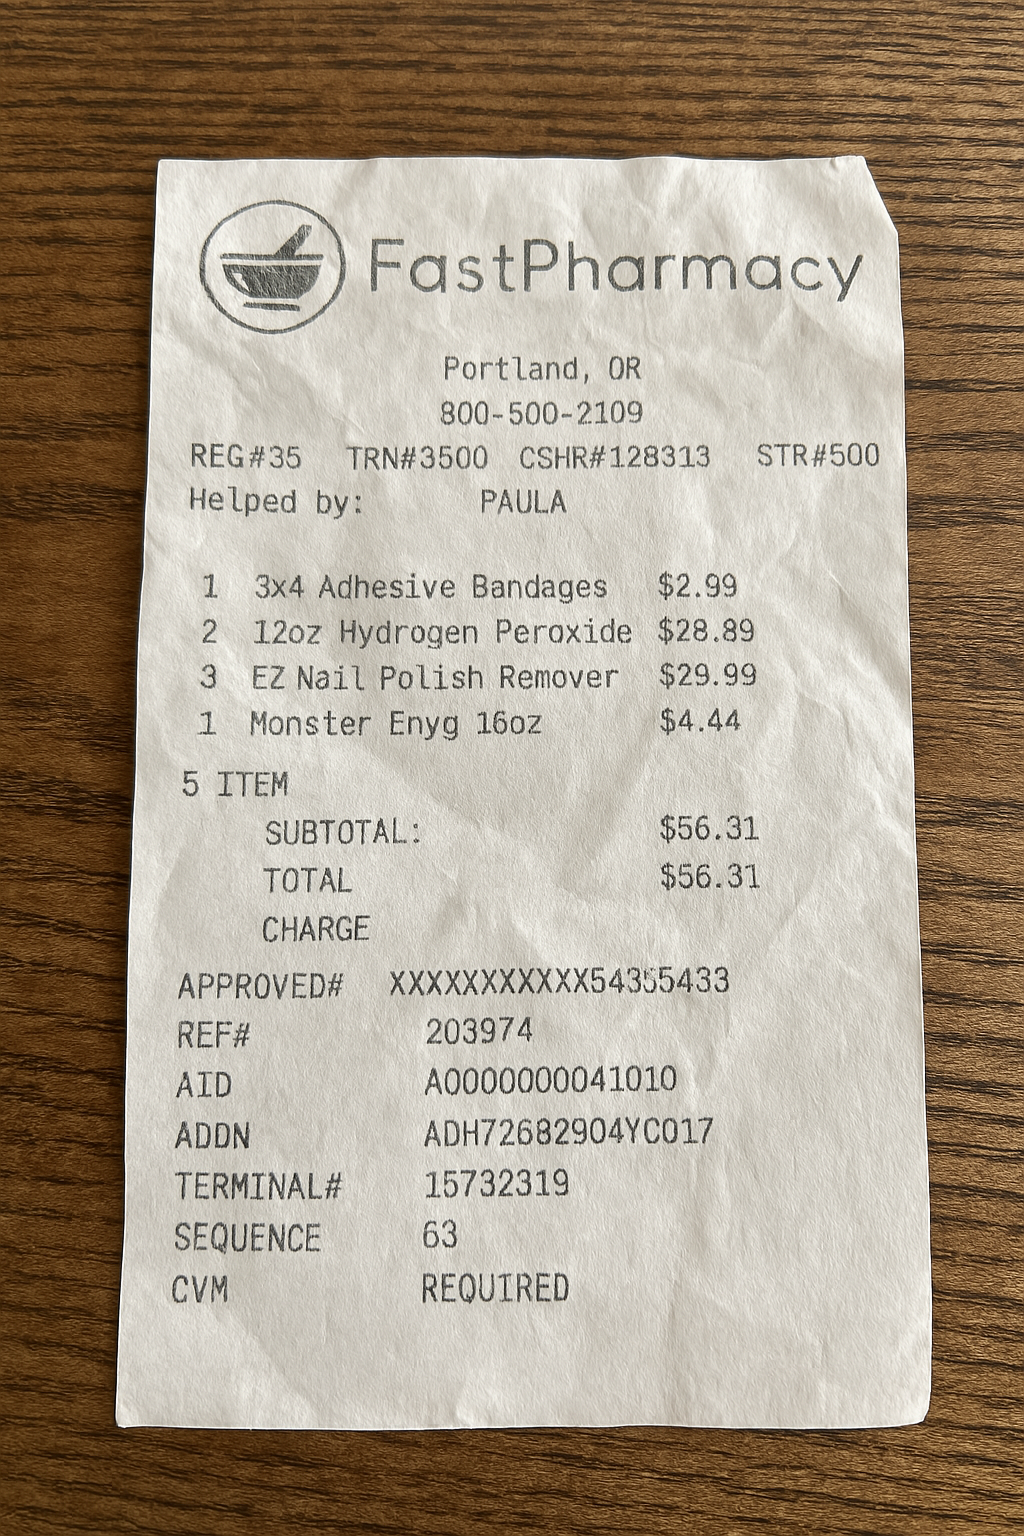 FastPharmacy
Portland, OR
800-500-2109
REG#35 TRN#3500 CSHR#128313 STR#500
Helped by: PAULA
1 3x4 Adhesive Bandages $2.99
2 12oz Hydrogen Peroxide $28.89
3 EZ Nail Polish Remover $29.99
1 Monster Enyg 16oz $4.44
5 ITEM
SUBTOTAL: $56.31
TOTAL $56.31
CHARGE
APPROVED# XXXXXXXXXXX54355433
REF# 203974
AID A0000000041010
ADDN ADH72682904YC017
TERMINAL# 15732319
SEQUENCE 63
CVM REQUIRED